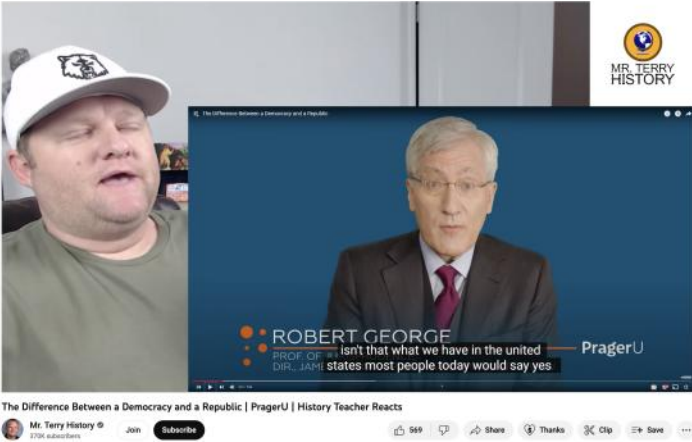 MR. TERRY
HISTORY
The Difference Between a Democracy and a Republic
ROBERT GEORGE
PROF. OF
DIR., JAM
isn't that what we have in the united
states most people today would say yes
PragerU
The Difference Between a Democracy and a Republic | PragerU | History Teacher Reacts
Mr. Terry History
370K subscribers
Join
Subscribe
569
Share
Thanks
Clip
Save